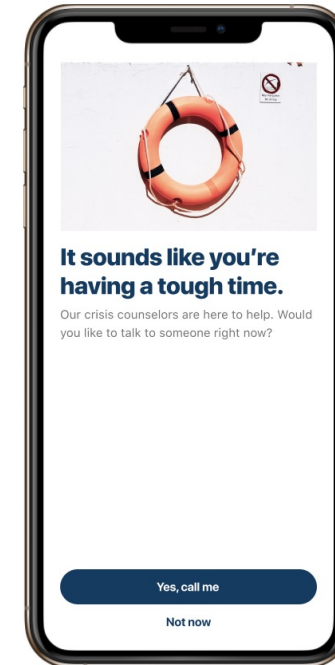 It sounds like you're
having a tough time.
Our crisis counselors are here to help. Would
you like to talk to someone right now?
Yes, call me
Not now